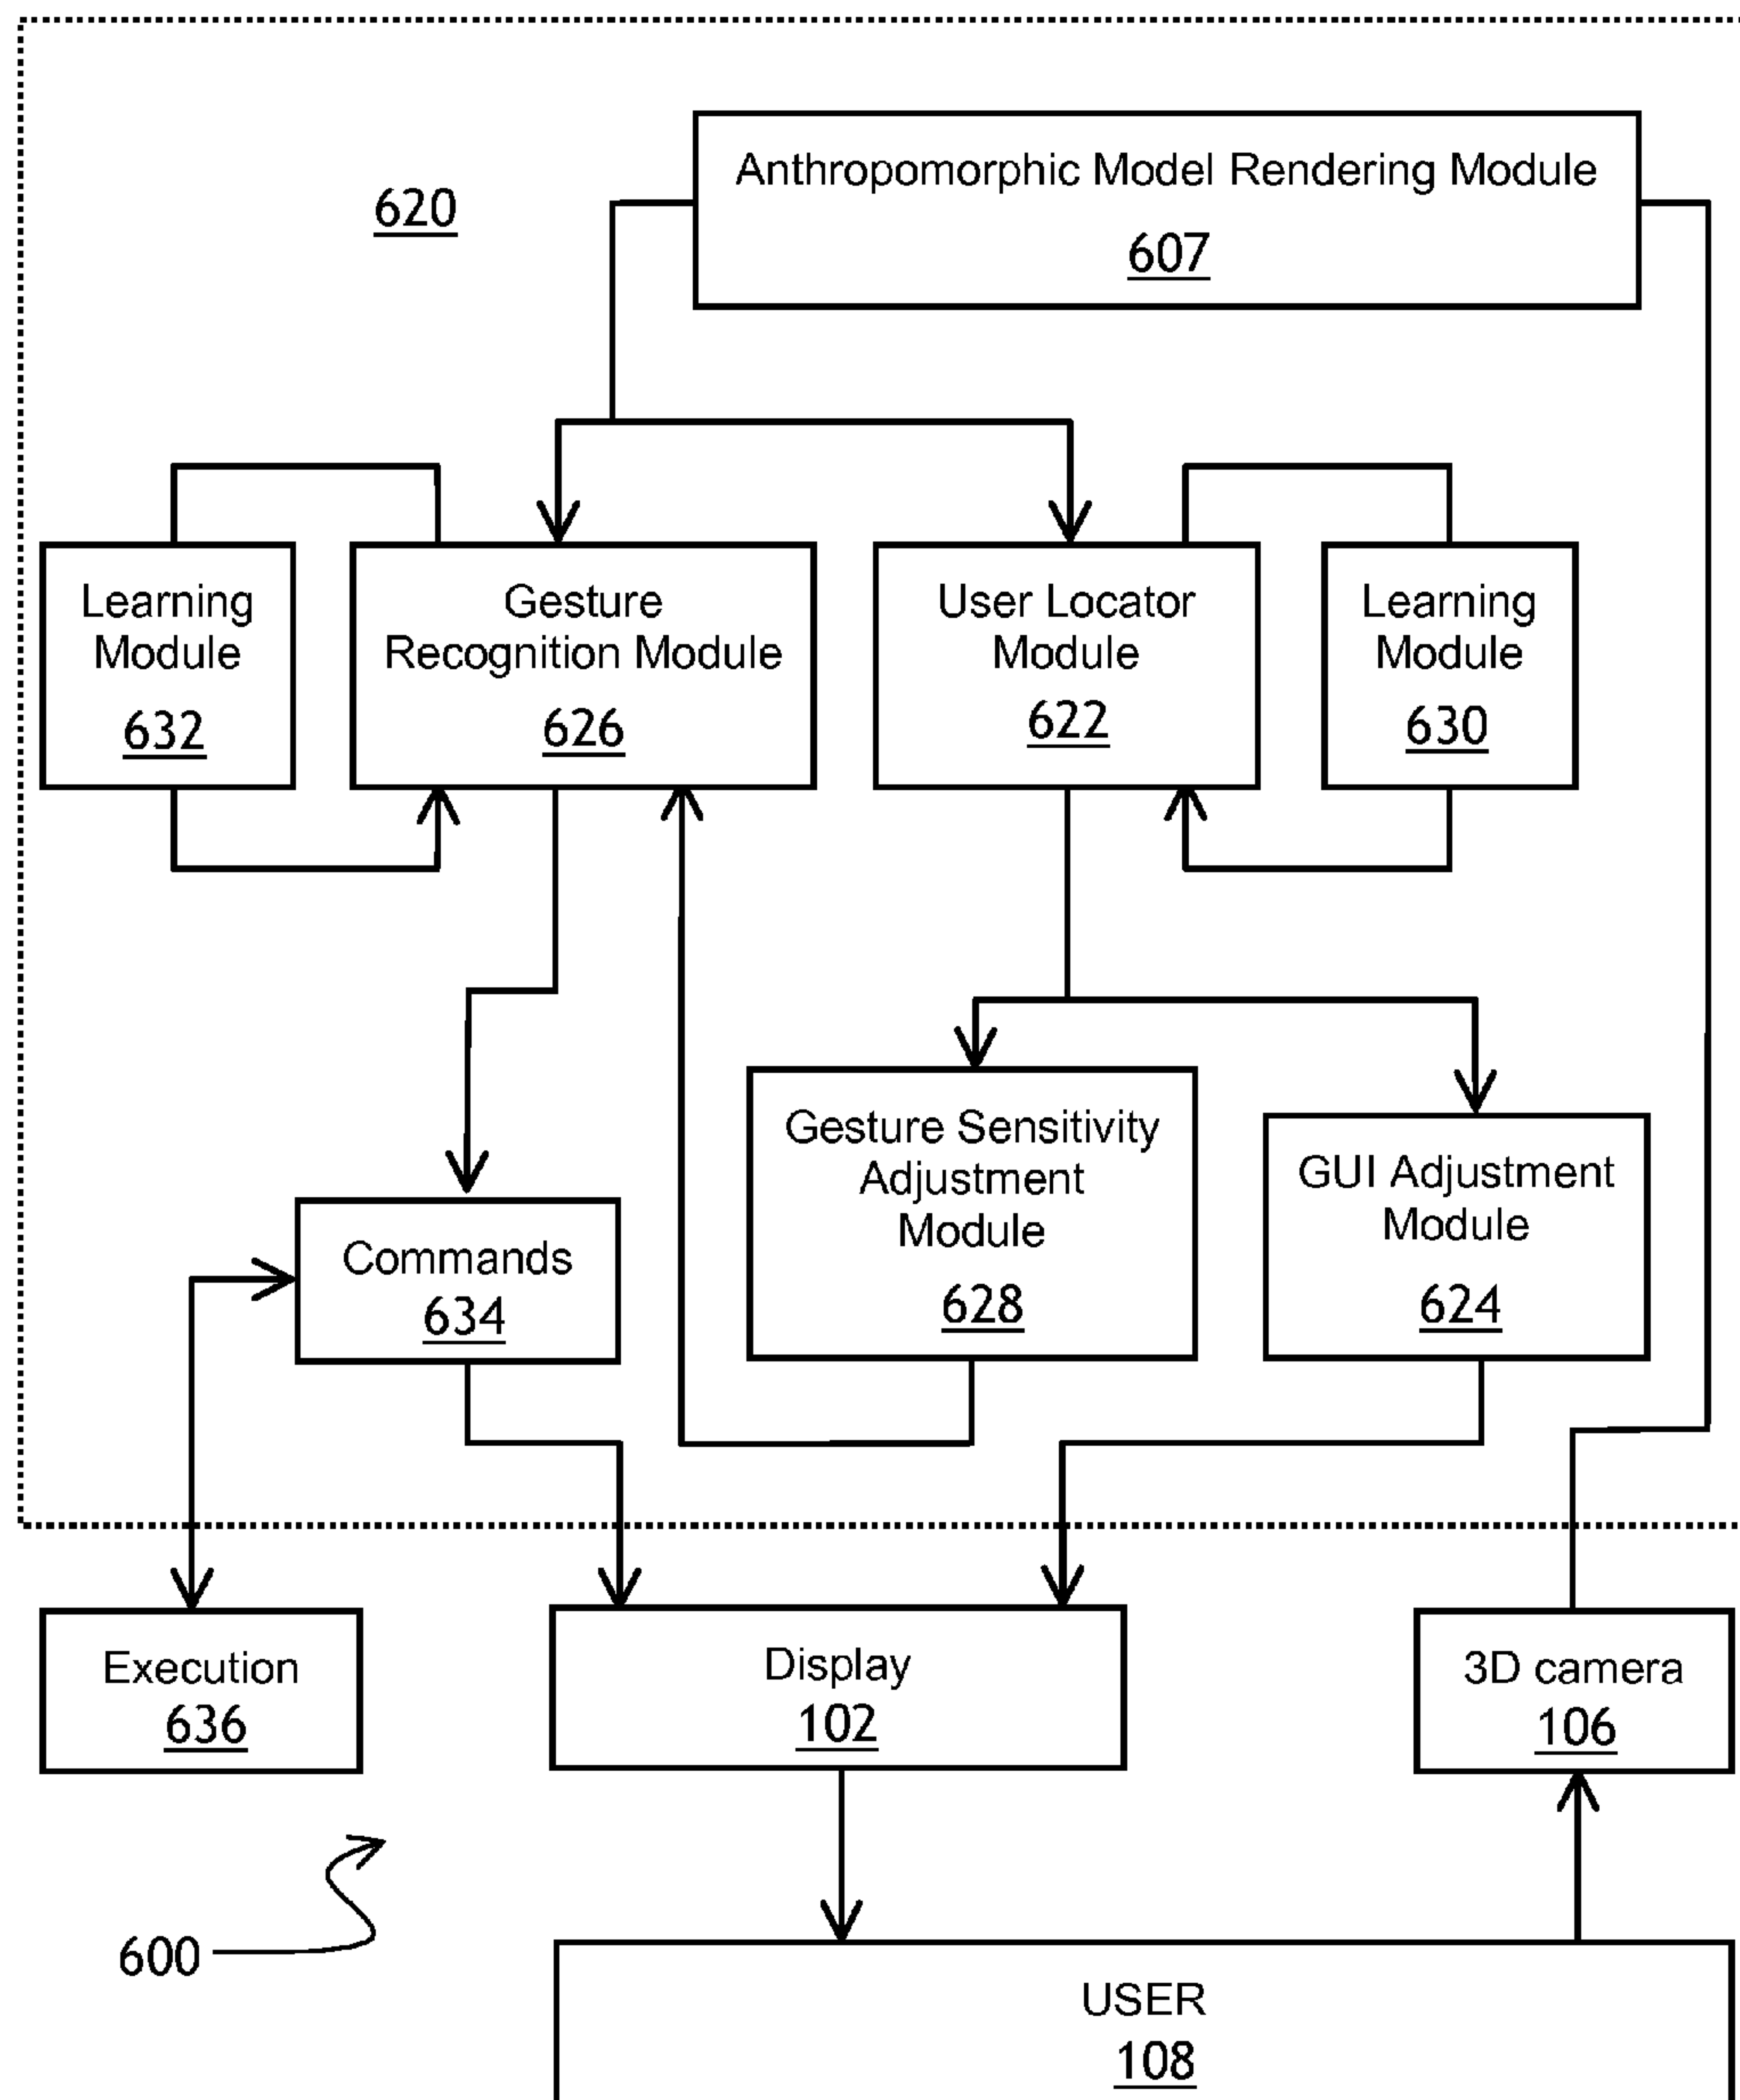 620
Anthropomorphic Model Rendering Module
607
Learning
Module
632
Gesture
Recognition Module
626
User Locator
Module
622
Learning
Module
630
Commands
634
Gesture Sensitivity
Adjustment
Module
628
GUI Adjustment
Module
624
Execution
636
Display
102
3D camera
106
600
USER
108